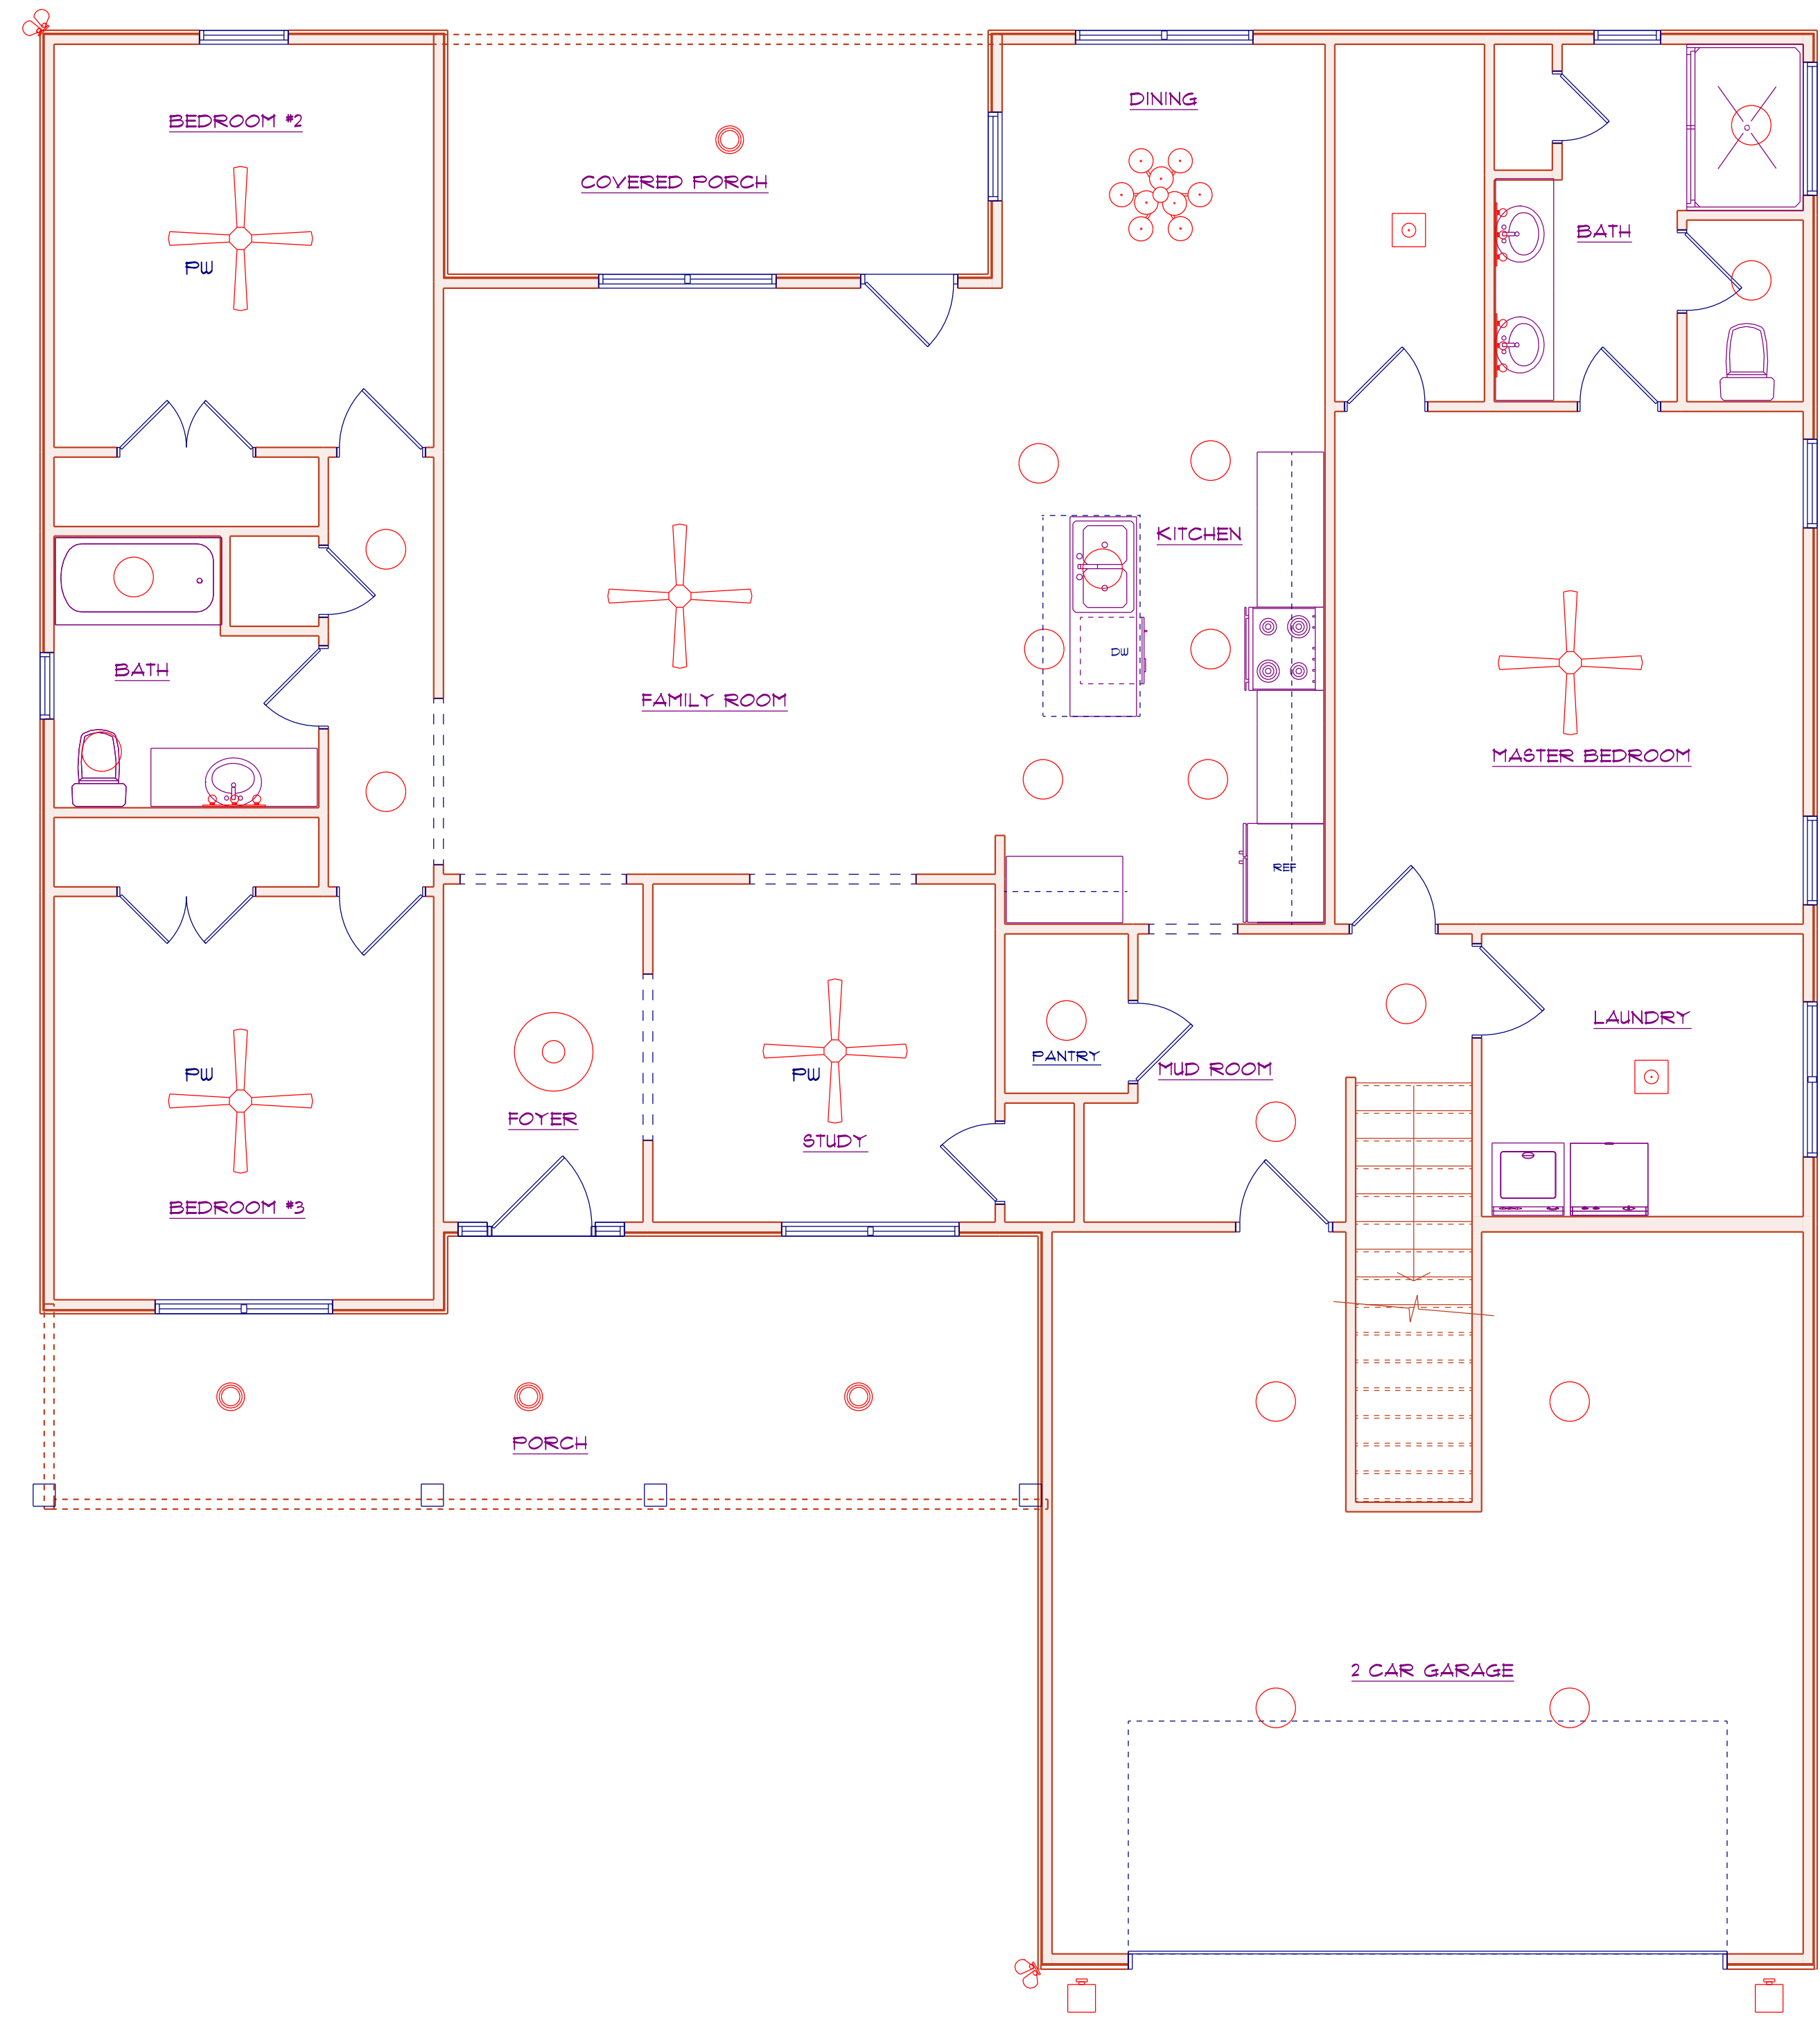 DINING
BEDROOM #2
COVERED PORCH
BATH
PW
KITCHEN
DW
BATH
FAMILY ROOM
MASTER BEDROOM
REF
LAUNDRY
PANTRY
MUD ROOM
PW
PW
FOYER
STUDY
BEDROOM #3
PORCH
2 CAR GARAGE